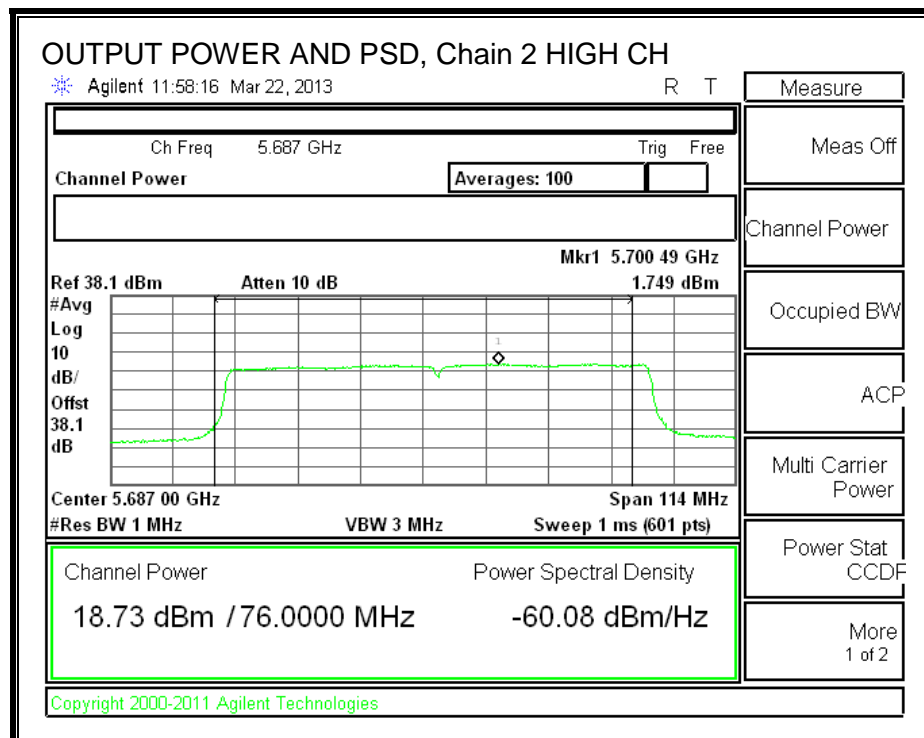 OUTPUT POWER AND PSD, Chain 2 HIGH CH
Agilent 11:58:16 Mar 22, 2013 R T
Measure
Ch Freq 5.687 GHz Trig Free
Meas Off
Channel Power Averages: 100
Channel Power
Mkr1 5.700 49 GHz
Ref 38.1 dBm Atten 10 dB 1.749 dBm
#Avg
Log
10
dB/
Offst
38.1
dB
1
Occupied BW
ACP
Multi Carrier
Power
Center 5.687 00 GHz Span 114 MHz
#Res BW 1 MHz VBW 3 MHz Sweep 1 ms (601 pts)
Power Stat
CCDF
Channel Power Power Spectral Density
18.73 dBm / 76.0000 MHz -60.08 dBm/Hz
More
1 of 2
Copyright 2000-2011 Agilent Technologies